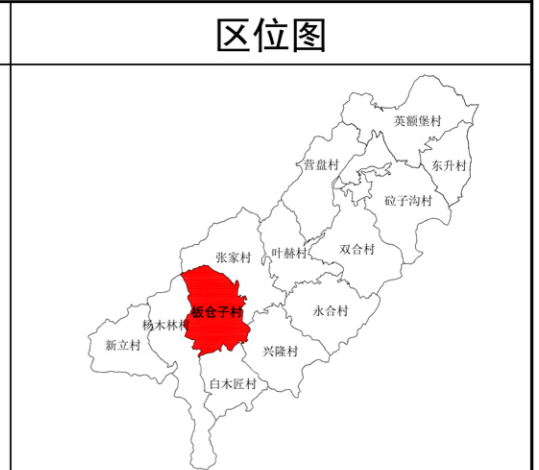 区位图
英额堡村
营盘村
东升村
砬子沟村
双合村
叶赫村
张家村
板仓子村
永合村
杨木林村
新立村
兴隆村
白木匠村